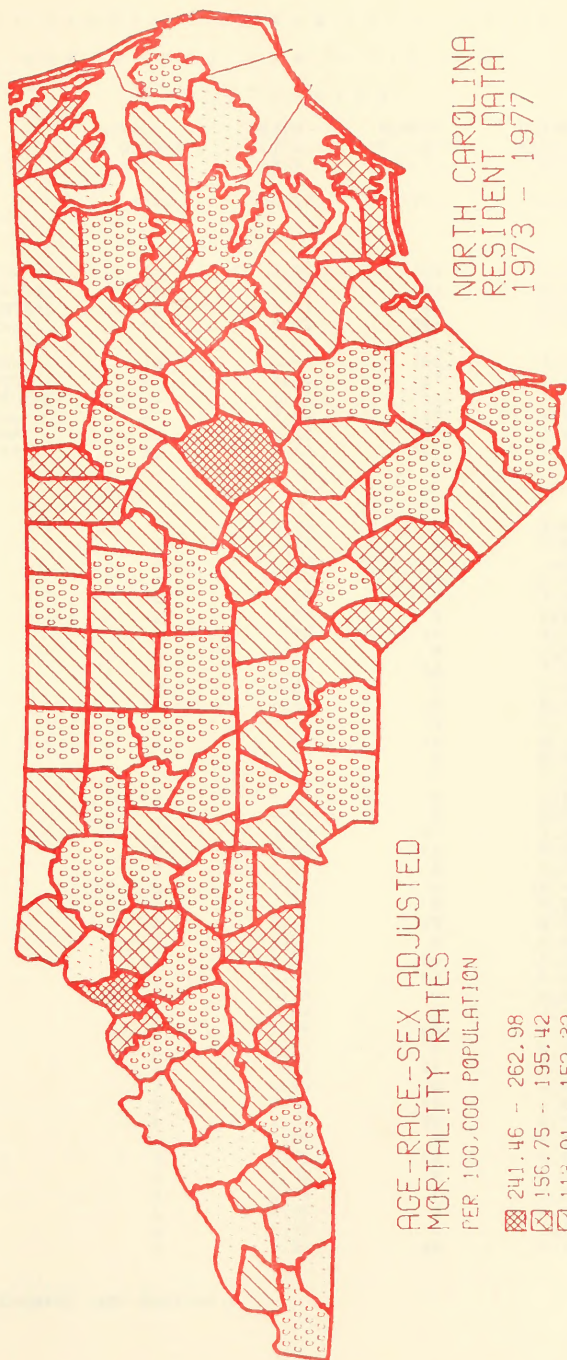 AGE-RACE-SEX ADJUSTED
MORTALITY RATES
PER 100,000 POPULATION
241.46 - 262.98
156.75 - 195.42
NORTH CAROLINA
RESIDENT DATA
1973 - 1977